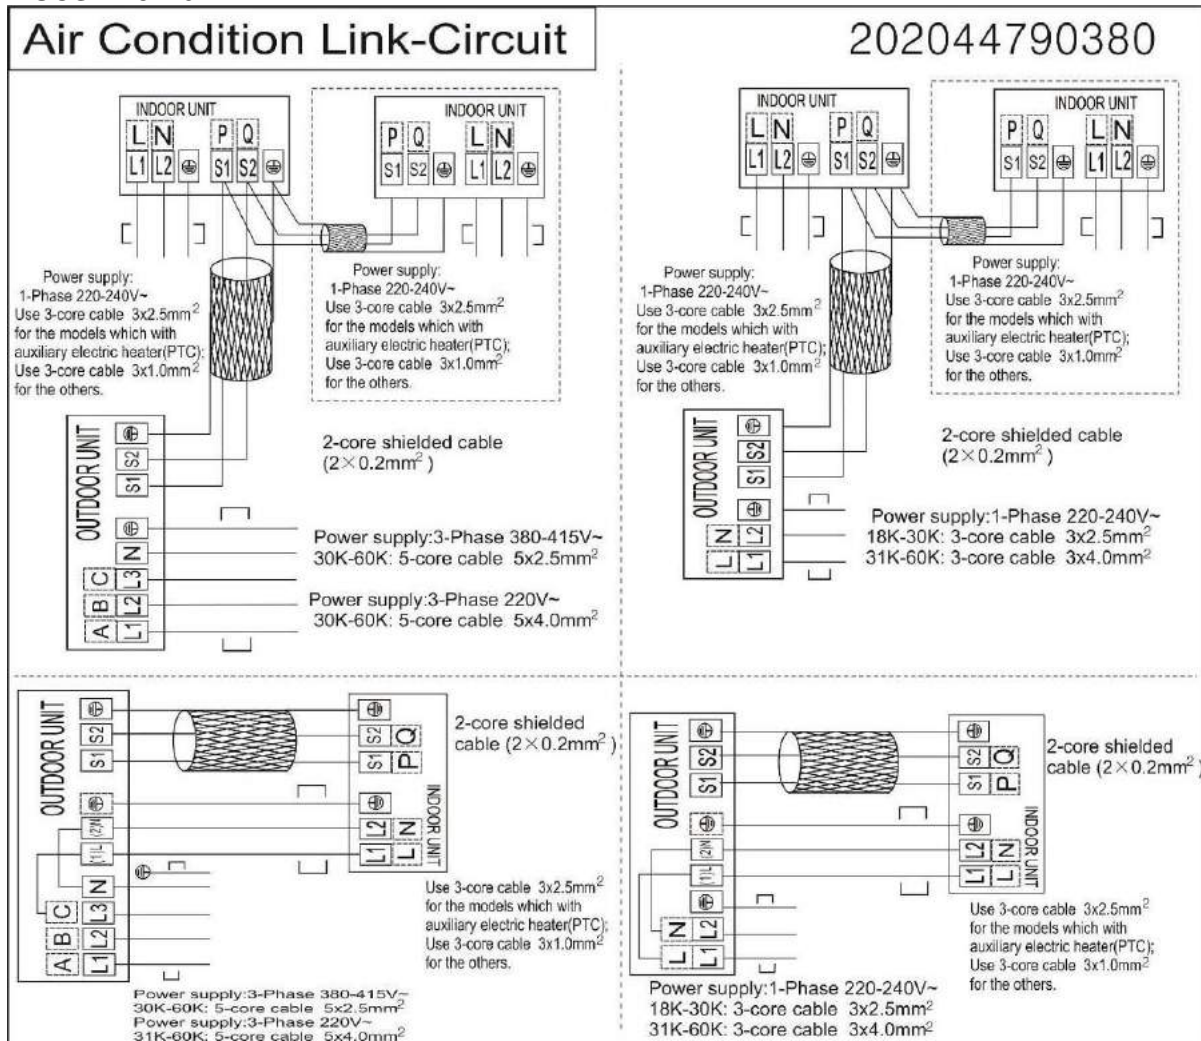 Air Condition Link-Circuit
202044790380
INDOOR UNIT
L N P Q
L1 L2 S1 S2
INDOOR UNIT
P Q L N
S1 S2 L1 L2
Power supply:
1-Phase 220-240V~
Use 3-core cable 3x2.5mm²
for the models which with
auxiliary electric heater(PTC);
Use 3-core cable 3x1.0mm²
for the others.
Power supply:
1-Phase 220-240V~
Use 3-core cable 3x2.5mm²
for the models which with
auxiliary electric heater(PTC);
Use 3-core cable 3x1.0mm²
for the others.
OUTDOOR UNIT
S2
S1
N
C L3
B L2
A L1
2-core shielded cable
(2×0.2mm²)
Power supply:3-Phase 380-415V~
30K-60K: 5-core cable 5x2.5mm²
Power supply:3-Phase 220V~
30K-60K: 5-core cable 5x4.0mm²
INDOOR UNIT
L N P Q
L1 L2 S1 S2
INDOOR UNIT
P Q L N
S1 S2 L1 L2
Power supply:
1-Phase 220-240V~
Use 3-core cable 3x2.5mm²
for the models which with
auxiliary electric heater(PTC);
Use 3-core cable 3x1.0mm²
for the others.
Power supply:
1-Phase 220-240V~
Use 3-core cable 3x2.5mm²
for the models which with
auxiliary electric heater(PTC);
Use 3-core cable 3x1.0mm²
for the others.
OUTDOOR UNIT
S2
S1
N L2
L L1
2-core shielded cable
(2×0.2mm²)
Power supply:1-Phase 220-240V~
18K-30K: 3-core cable 3x2.5mm²
31K-60K: 3-core cable 3x4.0mm²
OUTDOOR UNIT
S2
S1
(2)N
(1)L
N
C L3
B L2
A L1
S2 Q
S1 P
L2 N
L1 L
INDOOR UNIT
2-core shielded
cable (2×0.2mm²)
Use 3-core cable 3x2.5mm²
for the models which with
auxiliary electric heater(PTC);
Use 3-core cable 3x1.0mm²
for the others.
Power supply:3-Phase 380-415V~
30K-60K: 5-core cable 5x2.5mm²
Power supply:3-Phase 220V~
31K-60K: 5-core cable 5x4.0mm²
OUTDOOR UNIT
S2
S1
(2)N
(1)L
N L2
L L1
S2 Q
S1 P
L2 N
L1 L
INDOOR UNIT
2-core shielded
cable (2×0.2mm²)
Use 3-core cable 3x2.5mm²
for the models which with
auxiliary electric heater(PTC);
Use 3-core cable 3x1.0mm²
for the others.
Power supply:1-Phase 220-240V~
18K-30K: 3-core cable 3x2.5mm²
31K-60K: 3-core cable 3x4.0mm²